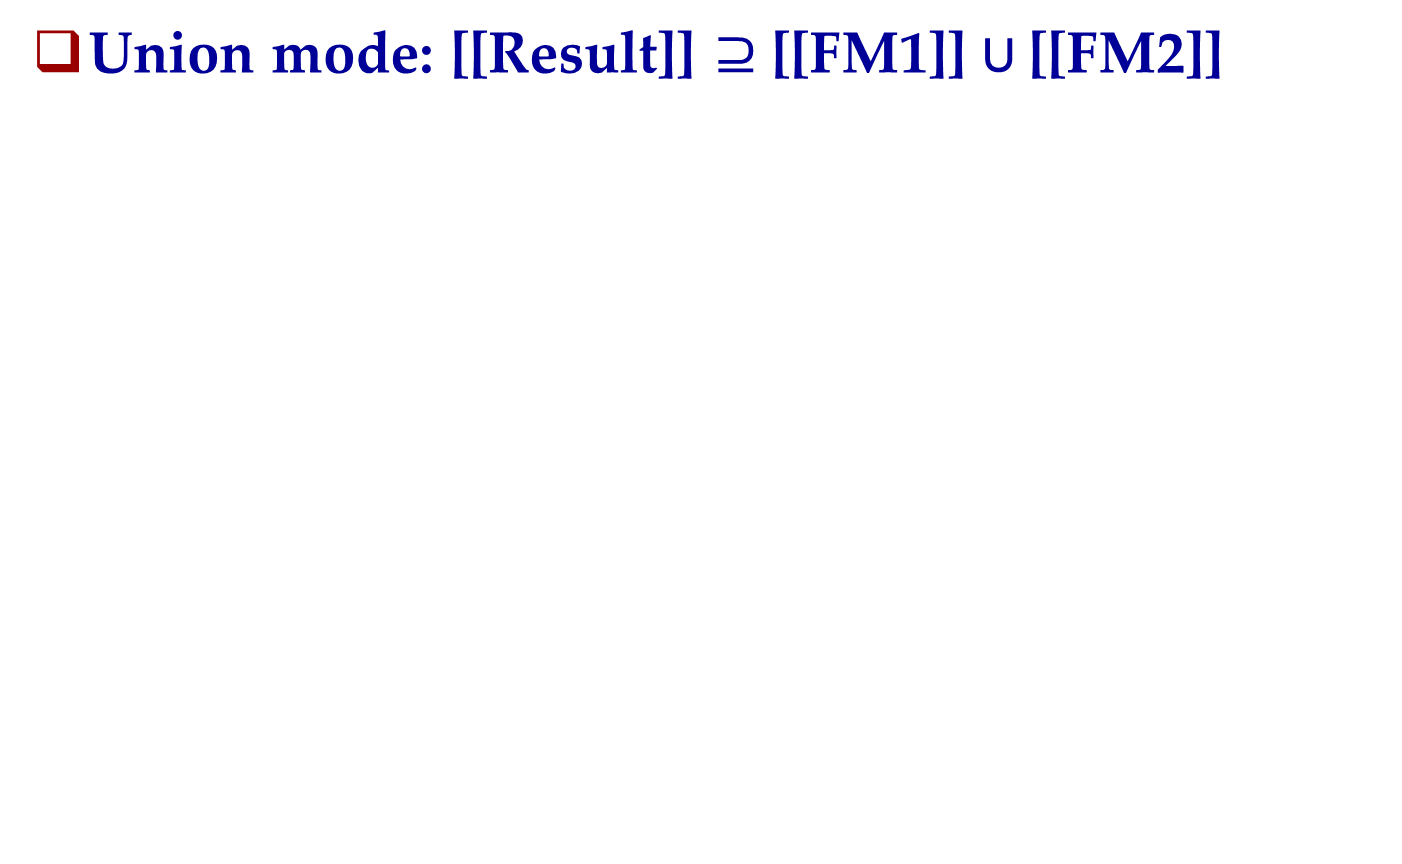 ❑ Union mode: [[Result]] ⊇ [[FM1]] ∪ [[FM2]]